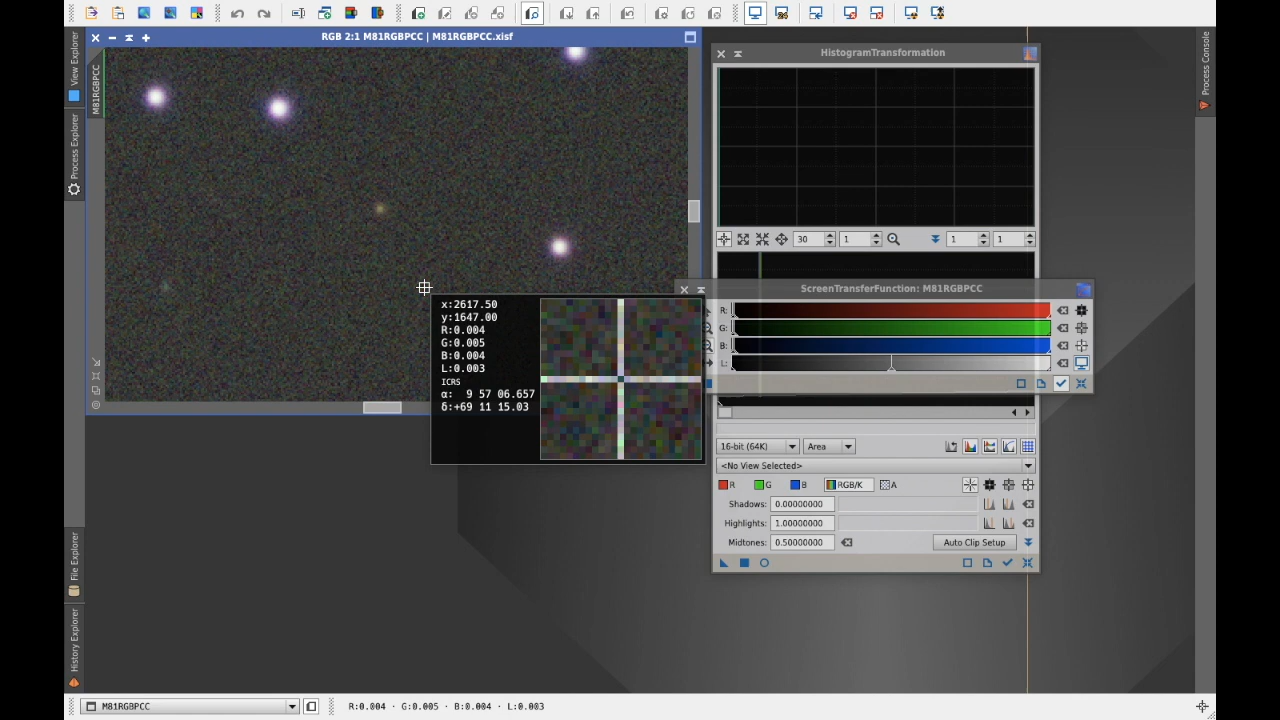 RGB 2:1 M81RGBPCC | M81RGBPCC.xisf
View Explorer
Process Explorer
File Explorer
History Explorer
M81RGBPCC
Process Console
x:2617.50
y:1647.00
R:0.004
G:0.005
B:0.004
L:0.003
ICRS
α: 9 57 06.657
δ:+69 11 15.03
HistogramTransformation
30
1
1
1
ScreenTransferFunction: M81RGBPCC
R:
G:
B:
L:
16-bit (64K)
Area
<No View Selected>
R
G
B
RGB/K
A
Shadows: 0.00000000
Highlights: 1.00000000
Midtones: 0.50000000
Auto Clip Setup
M81RGBPCC
R:0.004 · G:0.005 · B:0.004 · L:0.003